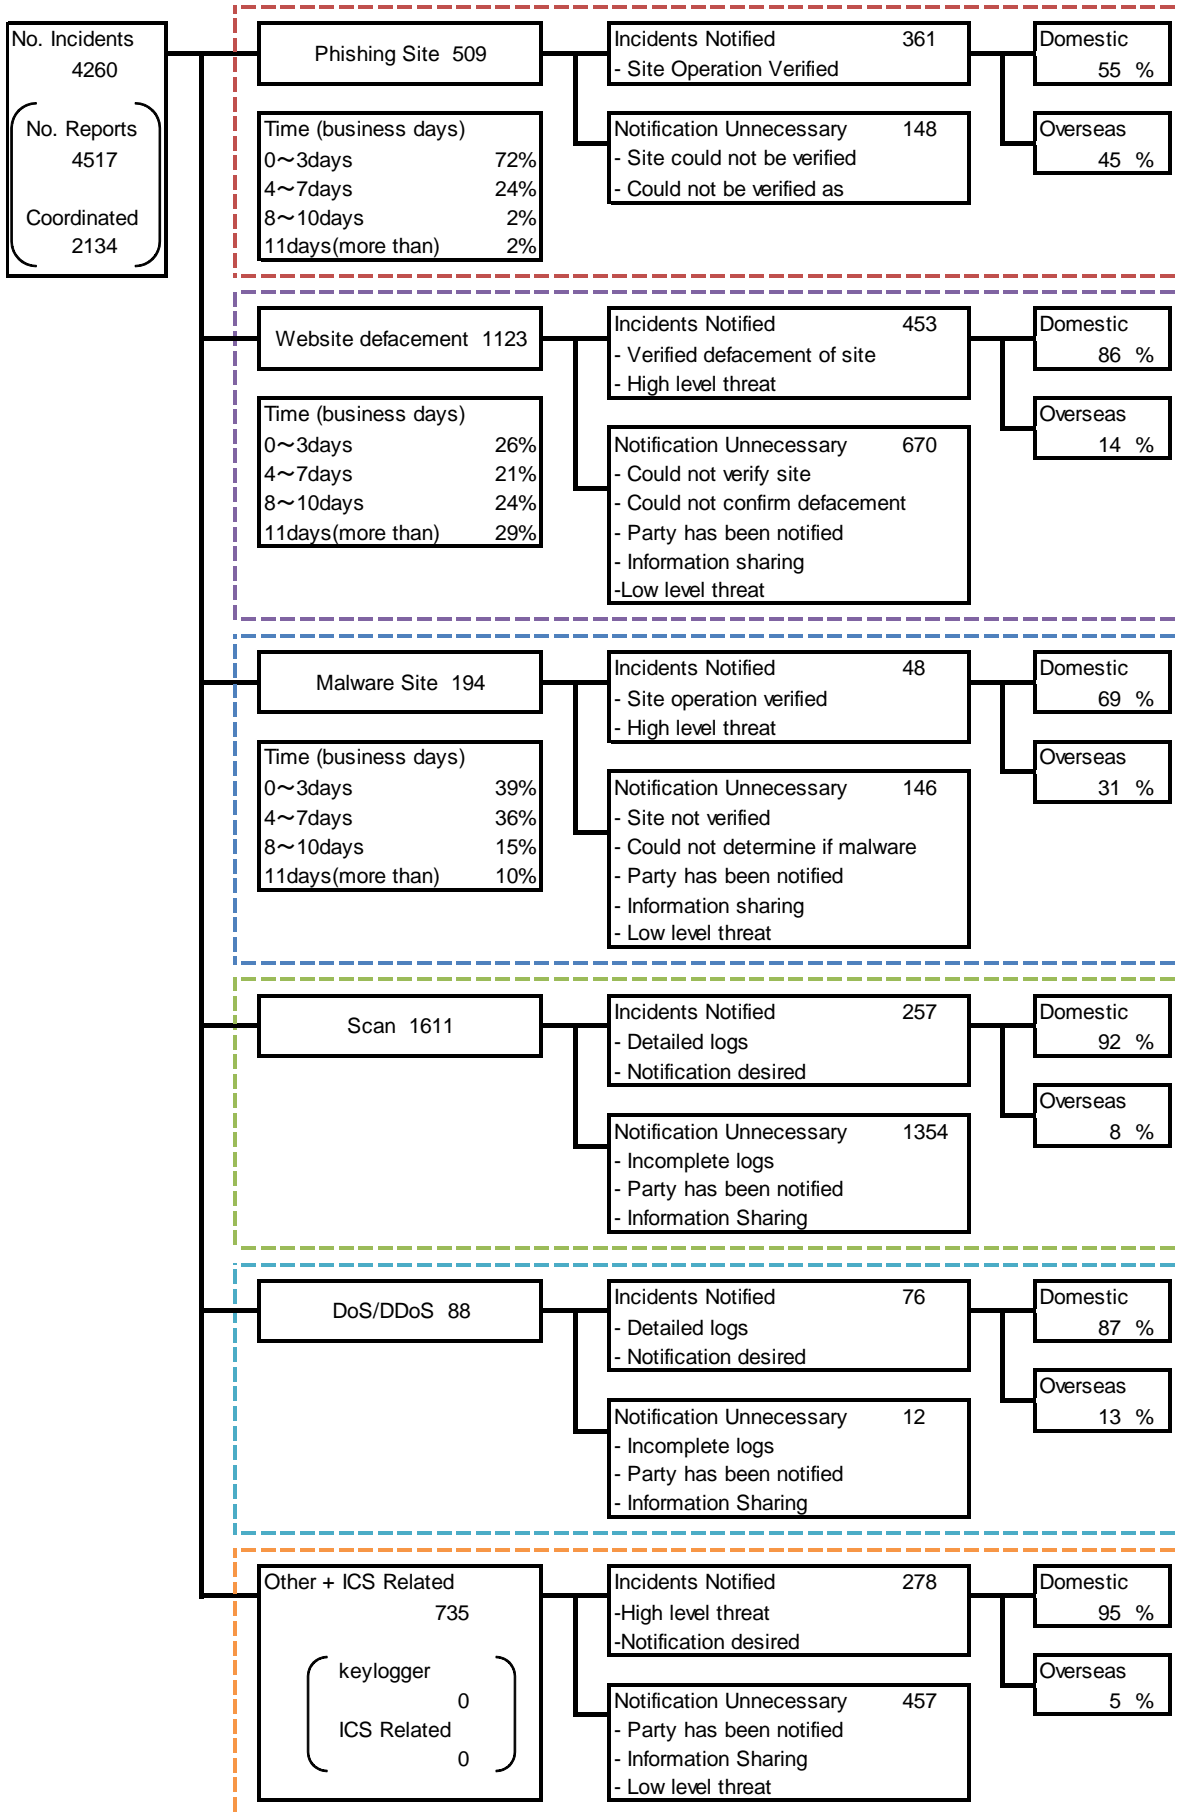 No. Incidents
4260
No. Reports
4517
Coordinated
2134
Phishing Site 509
Time (business days)
0～3days 72%
4～7days 24%
8～10days 2%
11days(more than) 2%
Incidents Notified 361
- Site Operation Verified
Notification Unnecessary 148
- Site could not be verified
- Could not be verified as
Domestic
55 %
Overseas
45 %
Website defacement 1123
Time (business days)
0～3days 26%
4～7days 21%
8～10days 24%
11days(more than) 29%
Incidents Notified 453
- Verified defacement of site
- High level threat
Notification Unnecessary 670
- Could not verify site
- Could not confirm defacement
- Party has been notified
- Information sharing
-Low level threat
Domestic
86 %
Overseas
14 %
Malware Site 194
Time (business days)
0～3days 39%
4～7days 36%
8～10days 15%
11days(more than) 10%
Incidents Notified 48
- Site operation verified
- High level threat
Notification Unnecessary 146
- Site not verified
- Could not determine if malware
- Party has been notified
- Information sharing
- Low level threat
Domestic
69 %
Overseas
31 %
Scan 1611
Incidents Notified 257
- Detailed logs
- Notification desired
Notification Unnecessary 1354
- Incomplete logs
- Party has been notified
- Information Sharing
Domestic
92 %
Overseas
8 %
DoS/DDoS 88
Incidents Notified 76
- Detailed logs
- Notification desired
Notification Unnecessary 12
- Incomplete logs
- Party has been notified
- Information Sharing
Domestic
87 %
Overseas
13 %
Other + ICS Related
735
keylogger
0
ICS Related
0
Incidents Notified 278
-High level threat
-Notification desired
Notification Unnecessary 457
- Party has been notified
- Information Sharing
- Low level threat
Domestic
95 %
Overseas
5 %